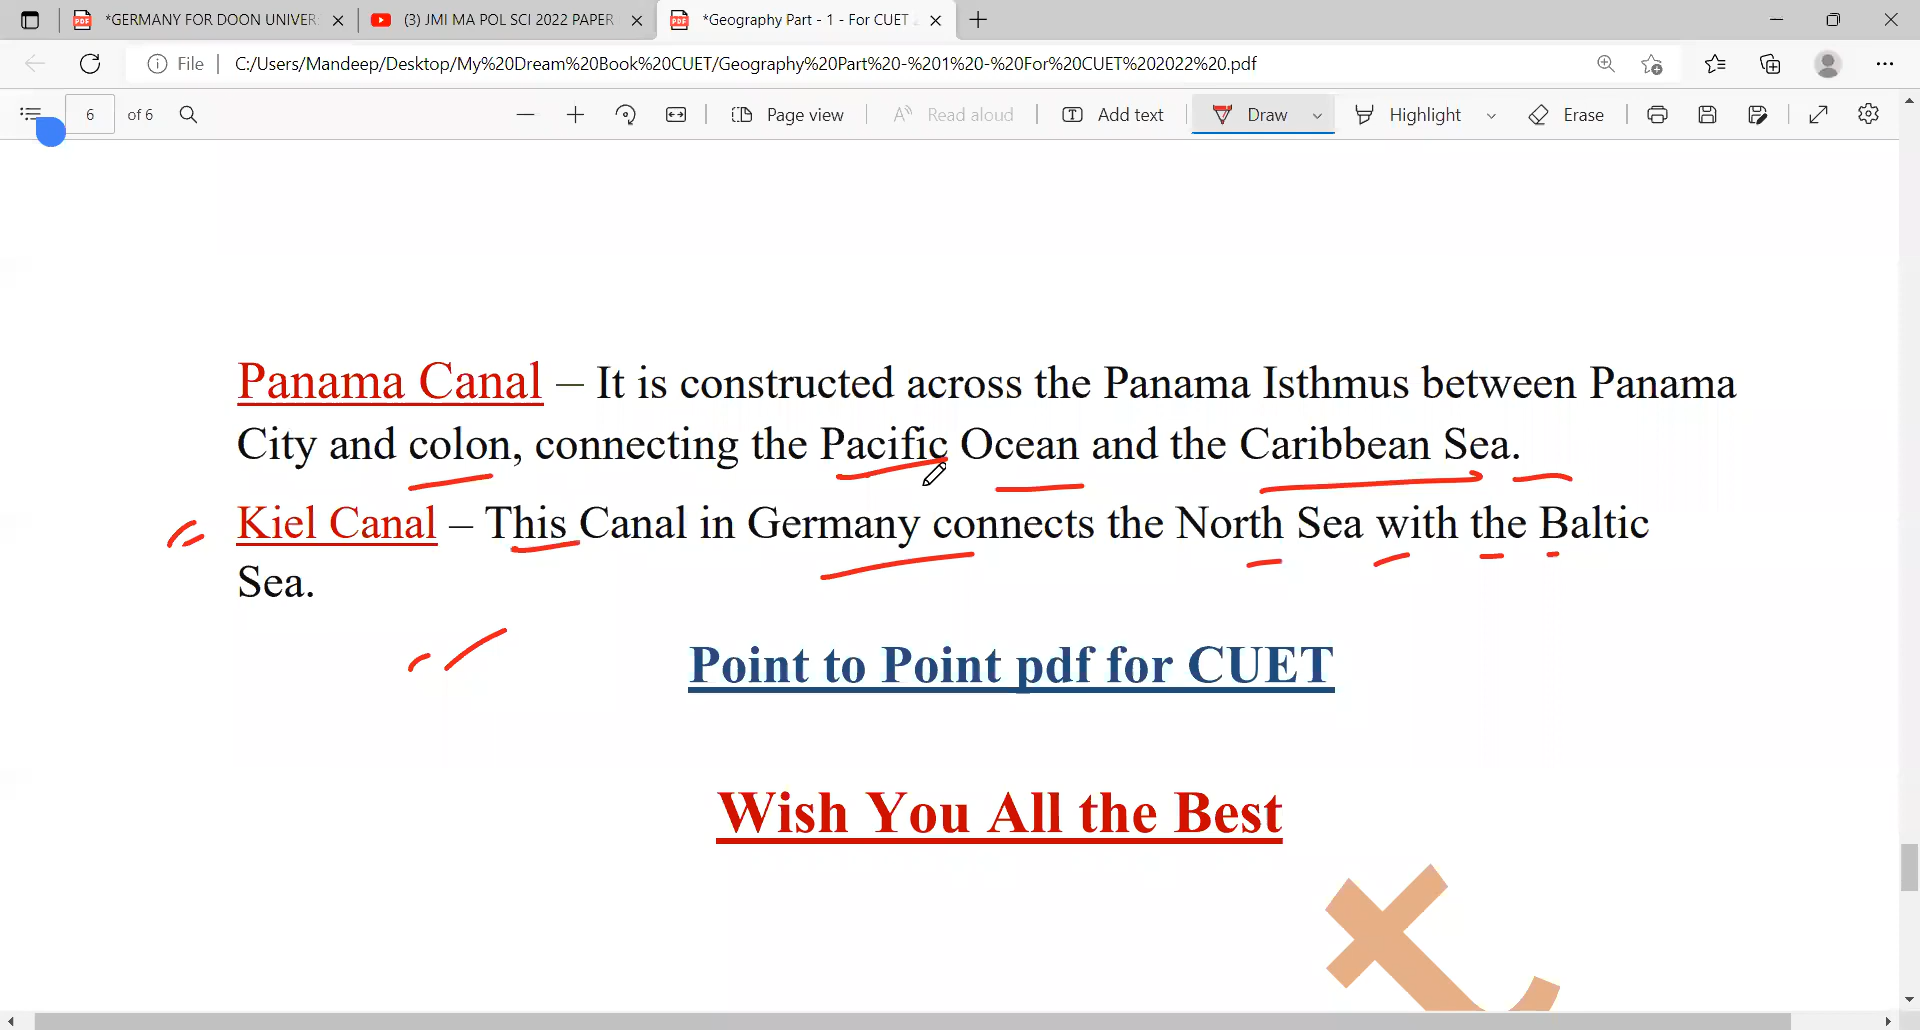 *GERMANY FOR DOON UNIVER
(3) JMI MA POL SCI 2022 PAPER
*Geography Part - 1 - For CUET 2
File
C:/Users/Mandeep/Desktop/My%20Dream%20Book%20CUET/Geography%20Part%20-%201%20-%20For%20CUET%202022%20.pdf
6 of 6
Page view
Read aloud
Add text
Draw
Highlight
Erase
Panama Canal – It is constructed across the Panama Isthmus between Panama
City and colon, connecting the Pacific Ocean and the Caribbean Sea.
Kiel Canal – This Canal in Germany connects the North Sea with the Baltic
Sea.
Point to Point pdf for CUET
Wish You All the Best